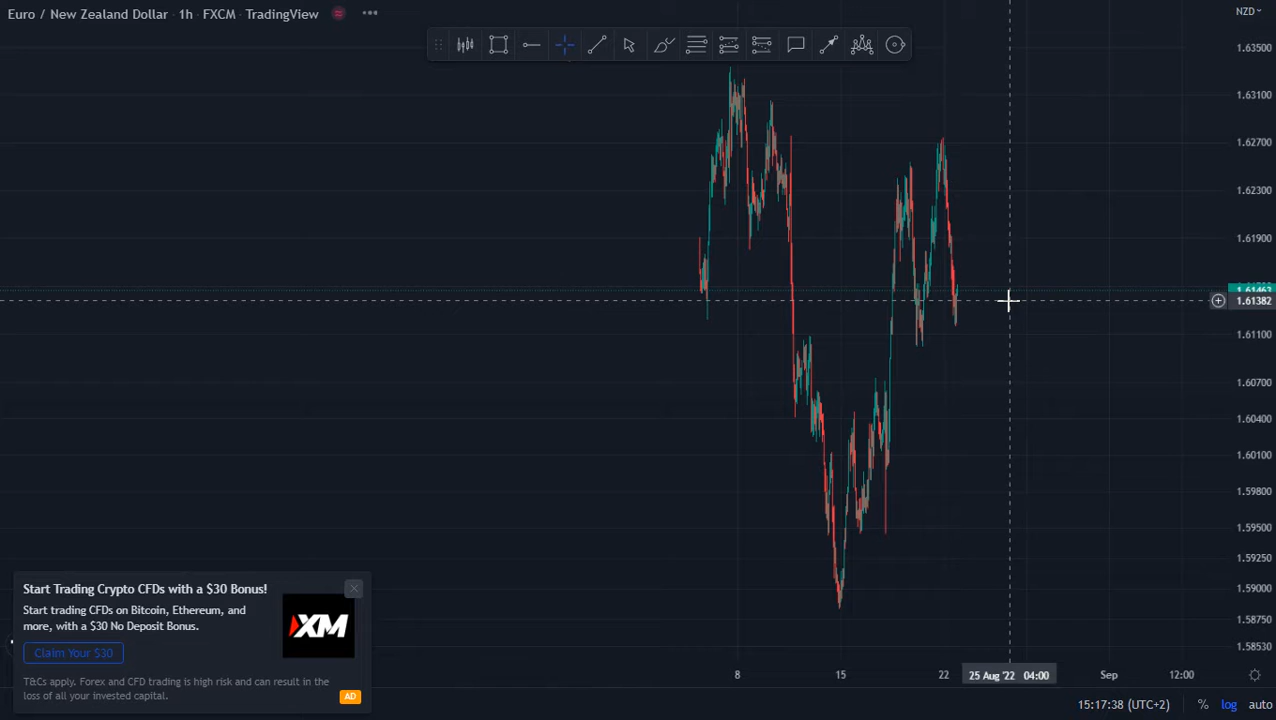 Euro / New Zealand Dollar · 1h · FXCM · TradingView
NZD
1.63500
1.63100
1.62700
1.62300
1.61900
1.61382
1.61100
1.60700
1.60400
1.60100
1.59800
1.59500
1.59250
1.59000
1.58750
1.58530
Start Trading Crypto CFDs with a $30 Bonus!
Start trading CFDs on Bitcoin, Ethereum, and
more, with a $30 No Deposit Bonus.
XM
Claim Your $30
T&Cs apply. Forex and CFD trading is high risk and can result in the
loss of all your invested capital.
AD
8
15
22
25 Aug '22 04:00
Sep
12:00
15:17:38 (UTC+2)
%
log
auto